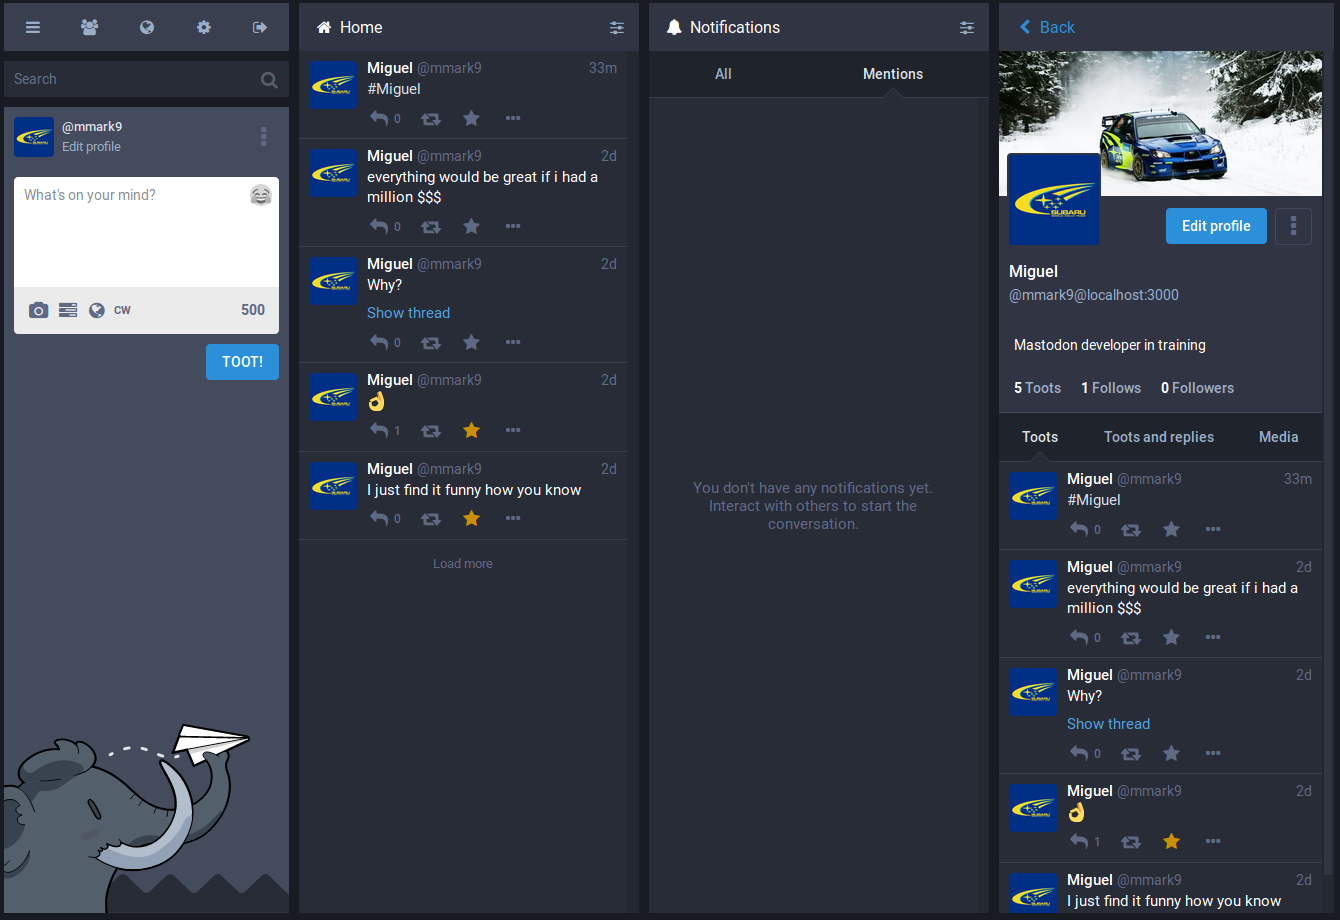 Search
@mmark9
Edit profile
What's on your mind?
CW
500
TOOT!
Home
Miguel @mmark9 33m
#Miguel
0
Miguel @mmark9 2d
everything would be great if i had a
million $$$
0
Miguel @mmark9 2d
Why?
Show thread
0
Miguel @mmark9 2d
👌
1
Miguel @mmark9 2d
I just find it funny how you know
0
Load more
Notifications
All Mentions
You don't have any notifications yet.
Interact with others to start the
conversation.
Back
SUBARU
Edit profile
Miguel
@mmark9@localhost:3000
Mastodon developer in training
5 Toots 1 Follows 0 Followers
Toots Toots and replies Media
Miguel @mmark9 33m
#Miguel
0
Miguel @mmark9 2d
everything would be great if i had a
million $$$
0
Miguel @mmark9 2d
Why?
Show thread
0
Miguel @mmark9 2d
👌
1
Miguel @mmark9 2d
I just find it funny how you know